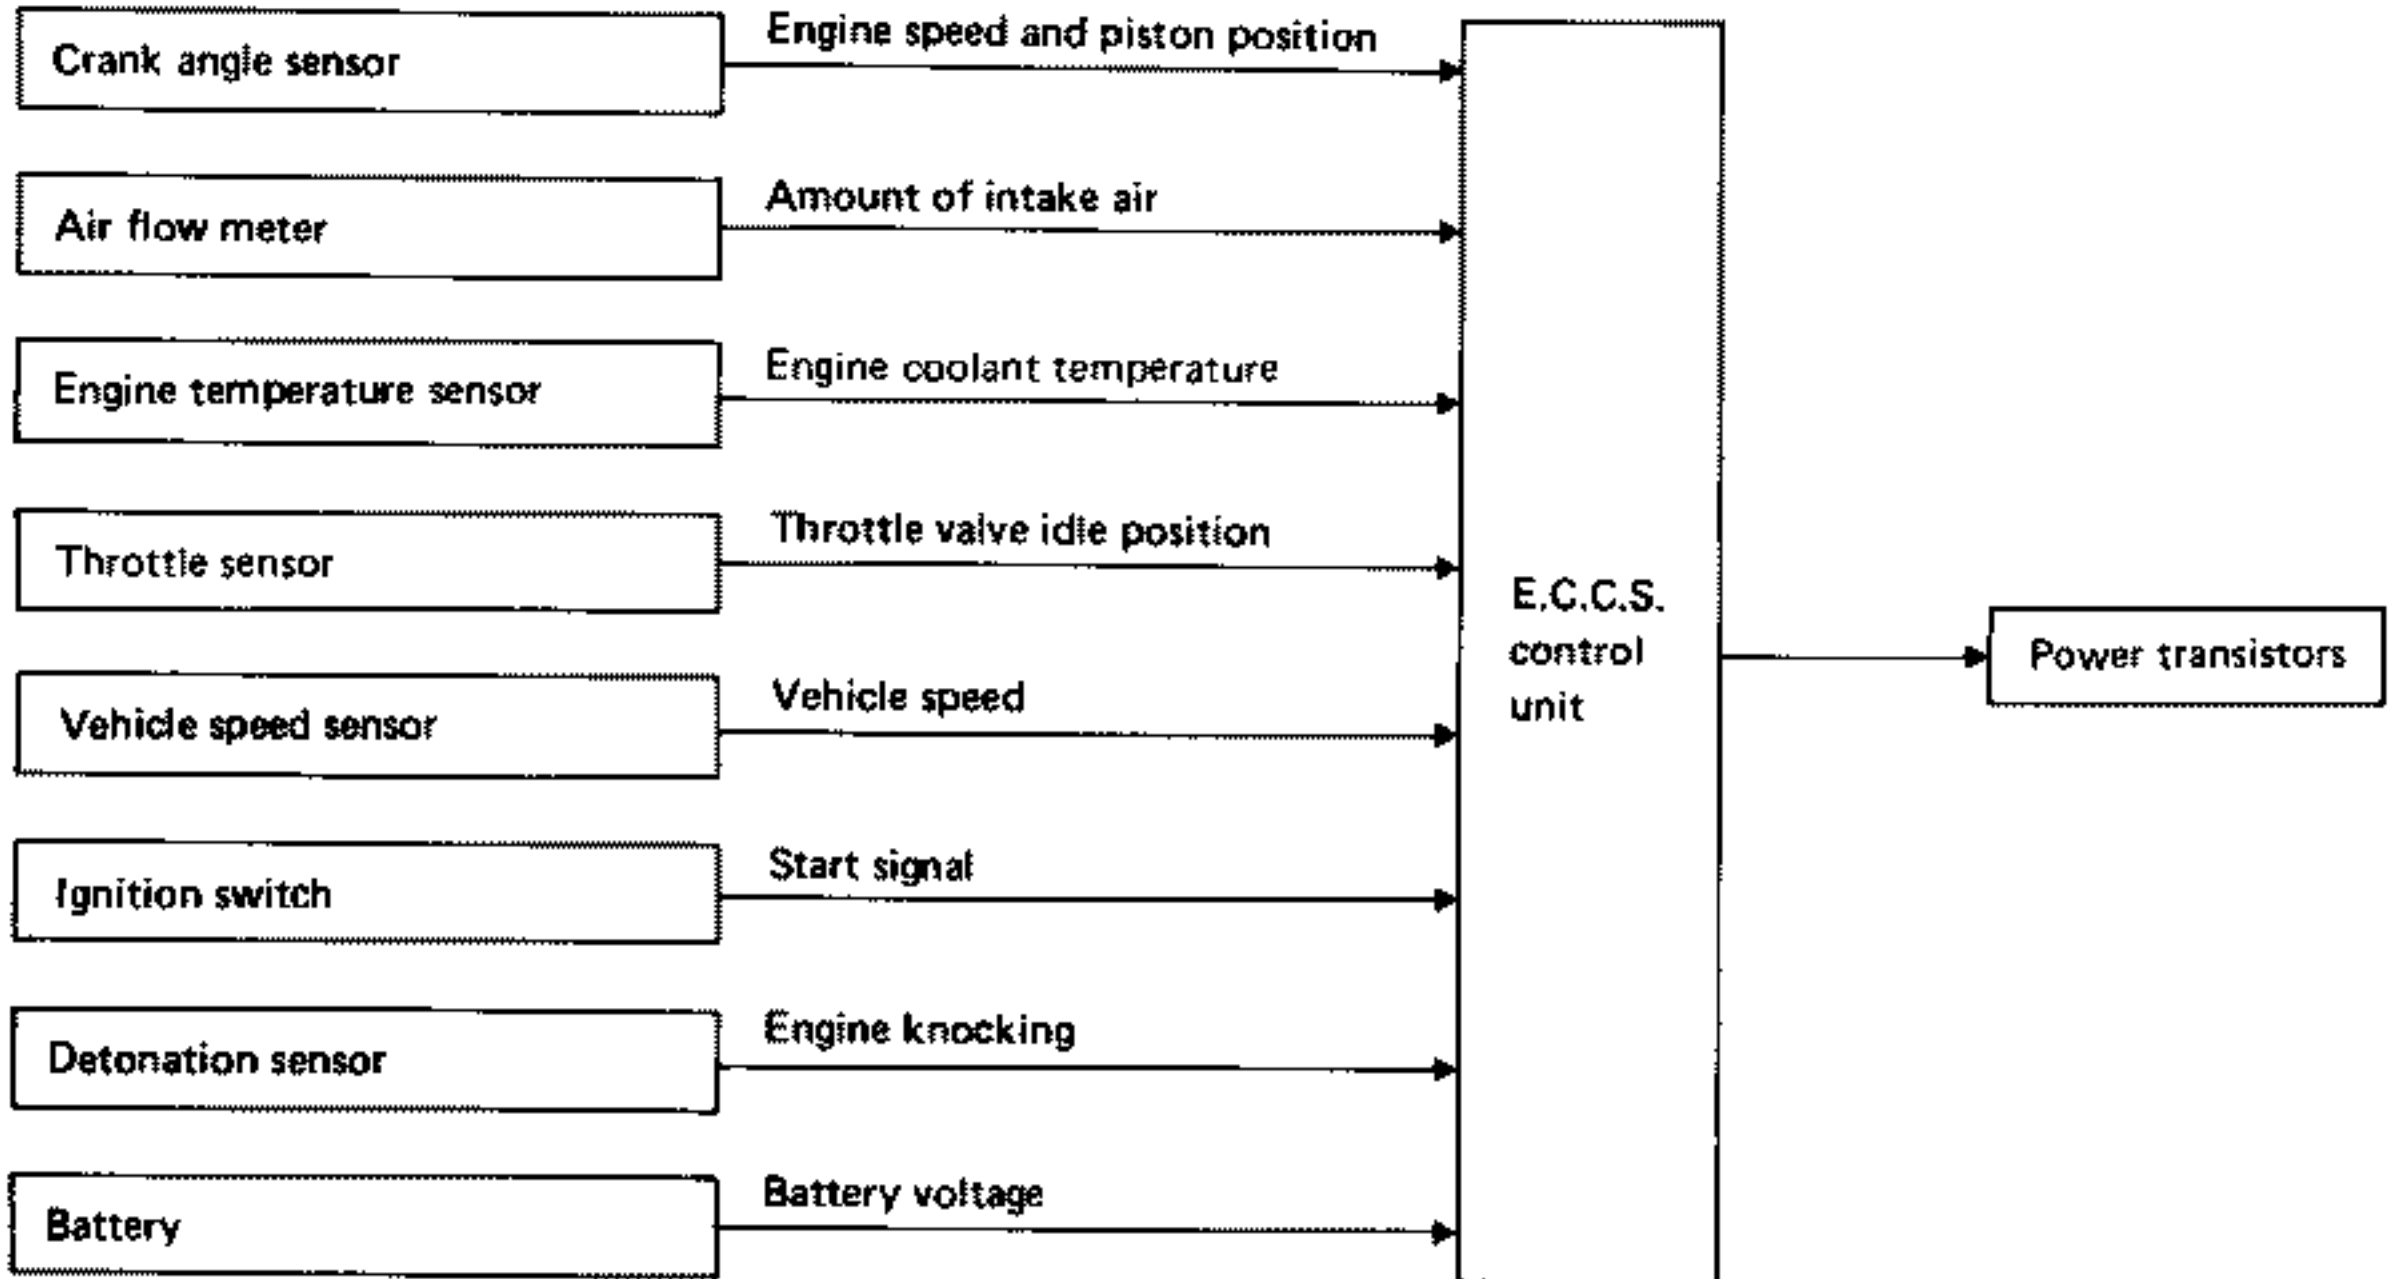 Crank angle sensor
Engine speed and piston position
Air flow meter
Amount of intake air
Engine temperature sensor
Engine coolant temperature
Throttle sensor
Throttle valve idle position
Vehicle speed sensor
Vehicle speed
Ignition switch
Start signal
Detonation sensor
Engine knocking
Battery
Battery voltage
E.C.C.S.
control
unit
Power transistors